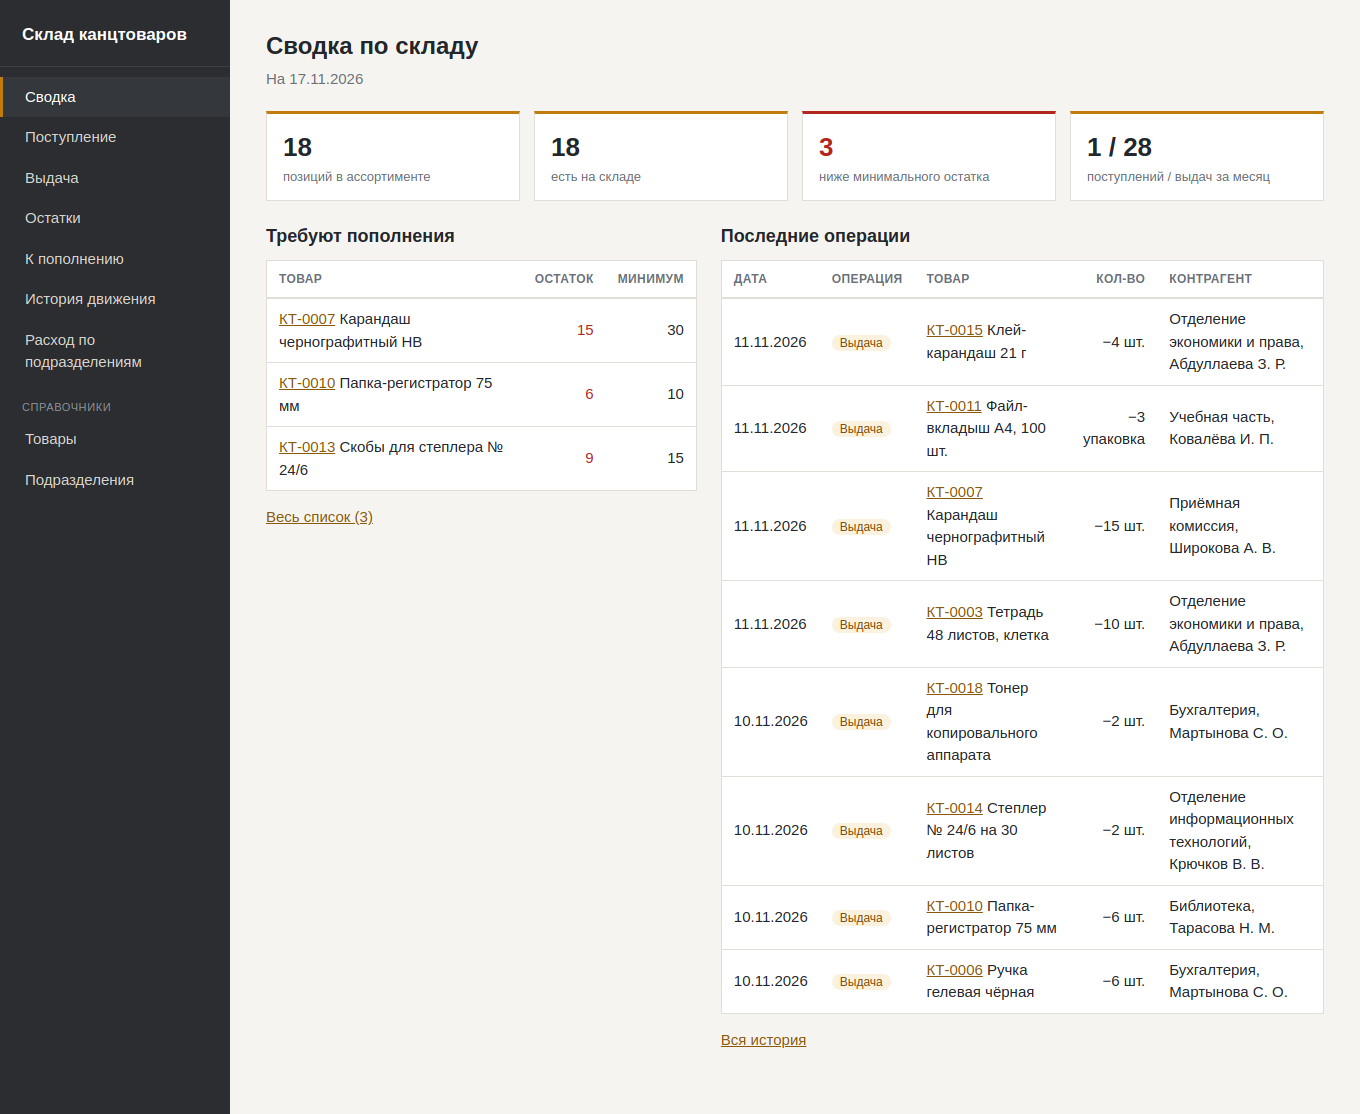 Склад канцтоваров
Сводка
Поступление
Выдача
Остатки
К пополнению
История движения
Расход по
подразделениям
СПРАВОЧНИКИ
Товары
Подразделения
Сводка по складу
На 17.11.2026
18
позиций в ассортименте
18
есть на складе
3
ниже минимального остатка
1 / 28
поступлений / выдач за месяц
Требуют пополнения
ТОВАР ОСТАТОК МИНИМУМ
КТ-0007 Карандаш
чернографитный HB
15 30
КТ-0010 Папка-регистратор 75
мм
6 10
КТ-0013 Скобы для степлера №
24/6
9 15
Весь список (3)
Последние операции
ДАТА ОПЕРАЦИЯ ТОВАР КОЛ-ВО КОНТРАГЕНТ
11.11.2026 Выдача
КТ-0015 Клей-
карандаш 21 г
−4 шт.
Отделение
экономики и права,
Абдуллаева З. Р.
11.11.2026 Выдача
КТ-0011 Файл-
вкладыш А4, 100
шт.
−3
упаковка
Учебная часть,
Ковалёва И. П.
11.11.2026 Выдача
КТ-0007
Карандаш
чернографитный
HB
−15 шт.
Приёмная
комиссия,
Широкова А. В.
11.11.2026 Выдача
КТ-0003 Тетрадь
48 листов, клетка
−10 шт.
Отделение
экономики и права,
Абдуллаева З. Р.
10.11.2026 Выдача
КТ-0018 Тонер
для
копировального
аппарата
−2 шт.
Бухгалтерия,
Мартынова С. О.
10.11.2026 Выдача
КТ-0014 Степлер
№ 24/6 на 30
листов
−2 шт.
Отделение
информационных
технологий,
Крючков В. В.
10.11.2026 Выдача
КТ-0010 Папка-
регистратор 75 мм
−6 шт.
Библиотека,
Тарасова Н. М.
10.11.2026 Выдача
КТ-0006 Ручка
гелевая чёрная
−6 шт.
Бухгалтерия,
Мартынова С. О.
Вся история